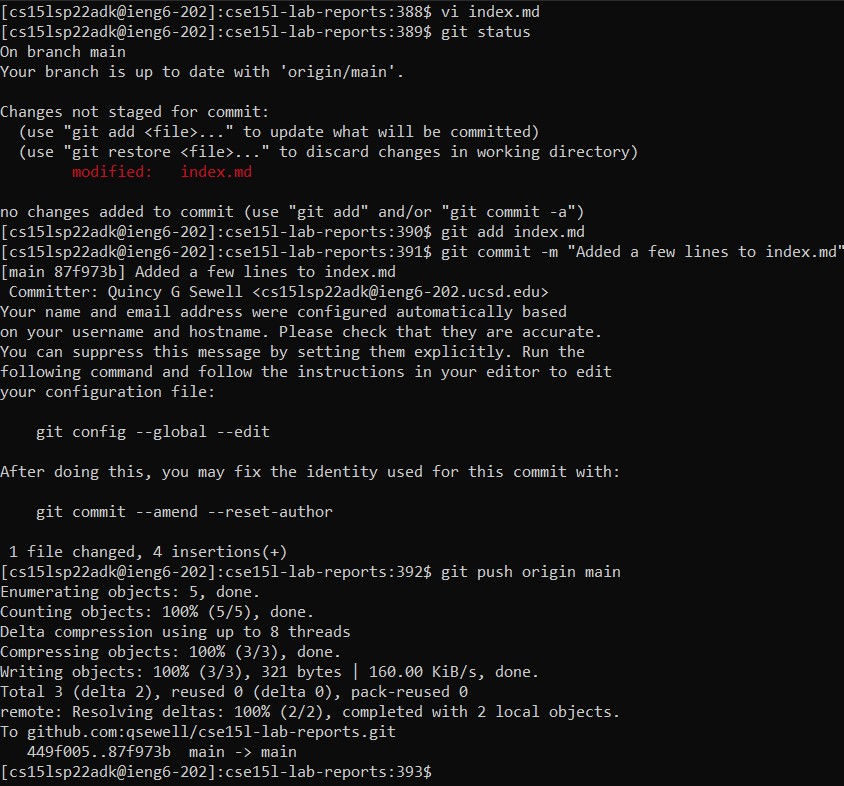 [cs15lsp22adk@ieng6-202]:cse15l-lab-reports:388$ vi index.md
[cs15lsp22adk@ieng6-202]:cse15l-lab-reports:389$ git status
On branch main
Your branch is up to date with 'origin/main'.

Changes not staged for commit:
  (use "git add <file>..." to update what will be committed)
  (use "git restore <file>..." to discard changes in working directory)
        modified:   index.md

no changes added to commit (use "git add" and/or "git commit -a")
[cs15lsp22adk@ieng6-202]:cse15l-lab-reports:390$ git add index.md
[cs15lsp22adk@ieng6-202]:cse15l-lab-reports:391$ git commit -m "Added a few lines to index.md"
[main 87f973b] Added a few lines to index.md
 Committer: Quincy G Sewell <cs15lsp22adk@ieng6-202.ucsd.edu>
Your name and email address were configured automatically based
on your username and hostname. Please check that they are accurate.
You can suppress this message by setting them explicitly. Run the
following command and follow the instructions in your editor to edit
your configuration file:

    git config --global --edit

After doing this, you may fix the identity used for this commit with:

    git commit --amend --reset-author

 1 file changed, 4 insertions(+)
[cs15lsp22adk@ieng6-202]:cse15l-lab-reports:392$ git push origin main
Enumerating objects: 5, done.
Counting objects: 100% (5/5), done.
Delta compression using up to 8 threads
Compressing objects: 100% (3/3), done.
Writing objects: 100% (3/3), 321 bytes | 160.00 KiB/s, done.
Total 3 (delta 2), reused 0 (delta 0), pack-reused 0
remote: Resolving deltas: 100% (2/2), completed with 2 local objects.
To github.com:qsewell/cse15l-lab-reports.git
   449f005..87f973b  main -> main
[cs15lsp22adk@ieng6-202]:cse15l-lab-reports:393$